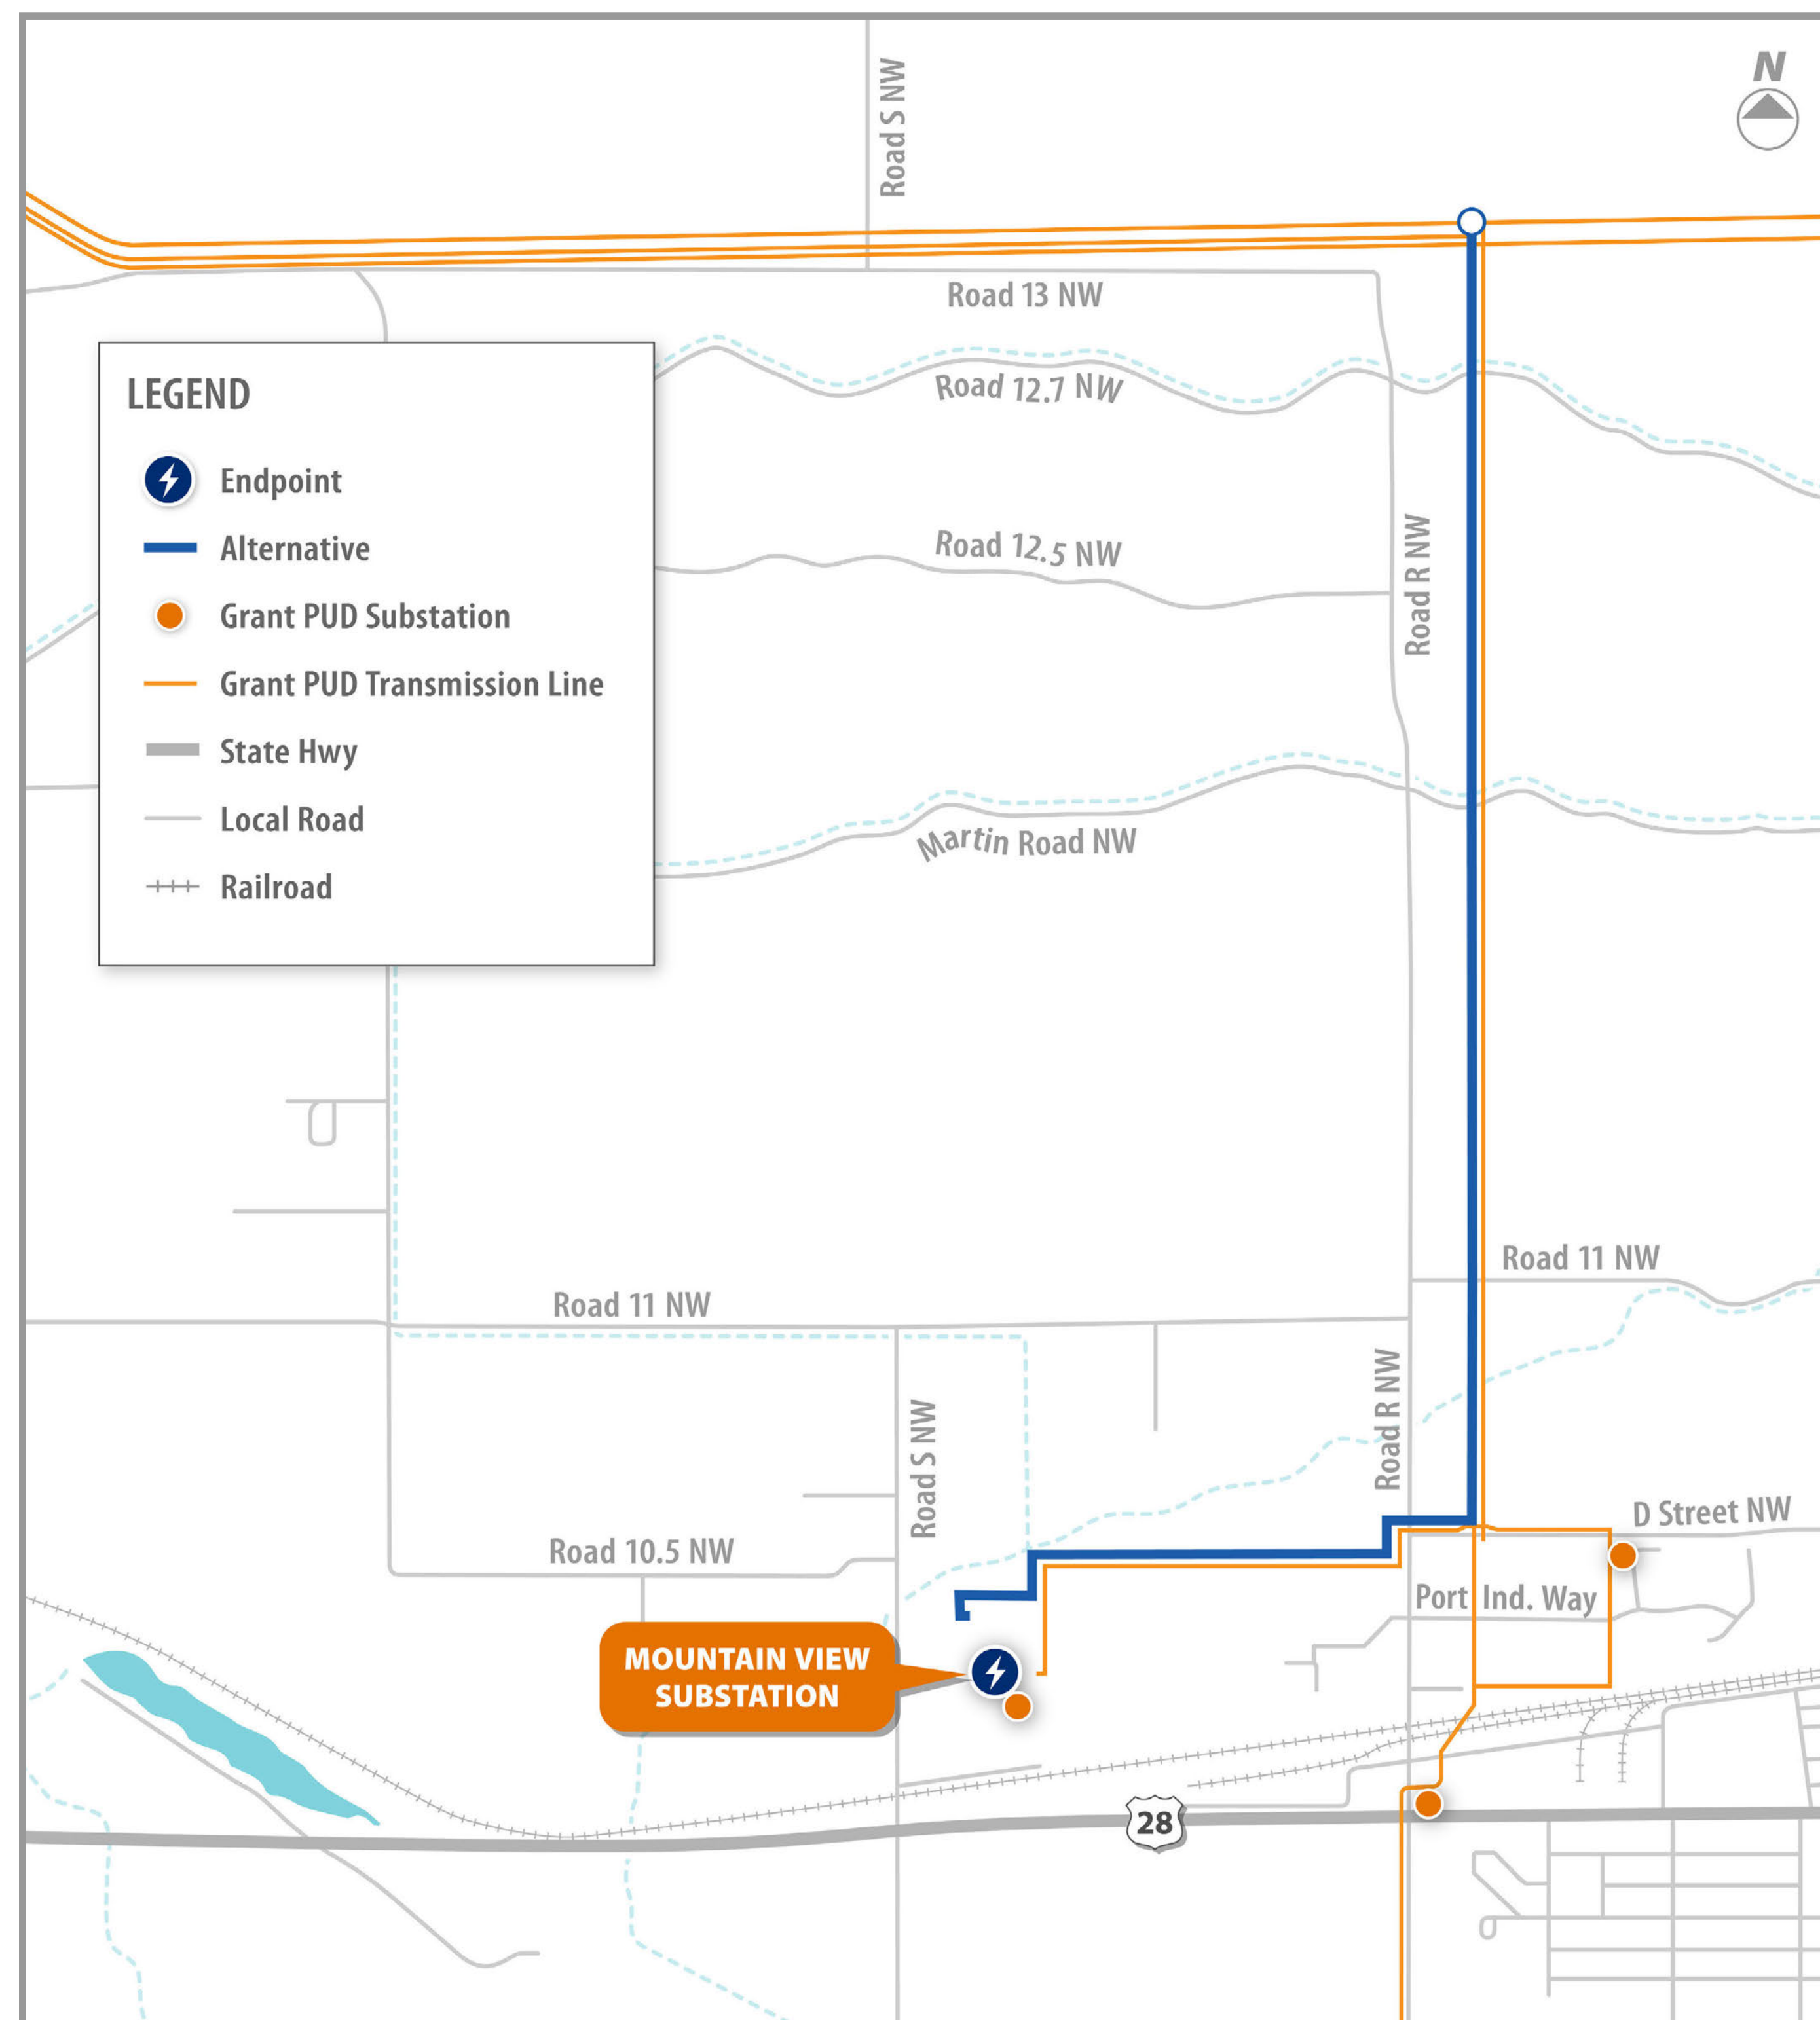 N
Road S NW
Road 13 NW
Road 12.7 NW
LEGEND
Endpoint
Alternative
Grant PUD Substation
Grant PUD Transmission Line
State Hwy
Local Road
Railroad
Road 12.5 NW
Road R NW
Martin Road NW
Road 11 NW
Road 11 NW
Road R NW
Road S NW
D Street NW
Road 10.5 NW
Port Ind. Way
MOUNTAIN VIEW
SUBSTATION
28